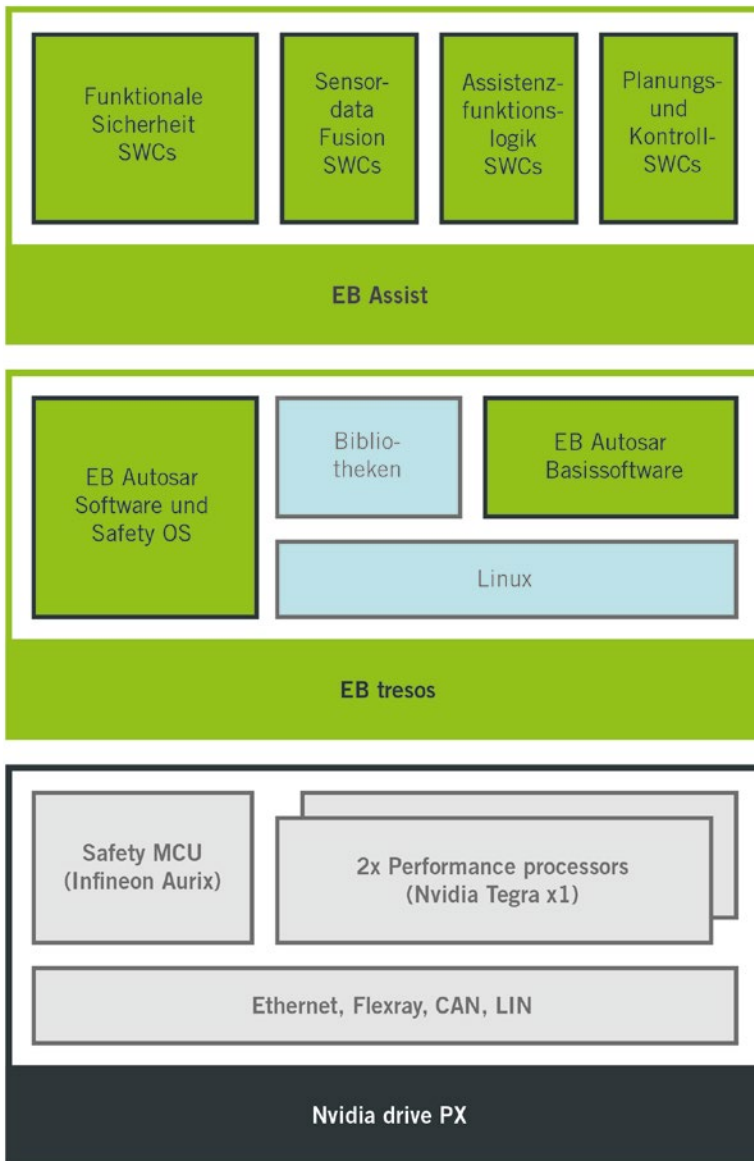 Funktionale
Sicherheit
SWCs
Sensor-
data
Fusion
SWCs
Assistenz-
funktions-
logik
SWCs
Planungs-
und
Kontroll-
SWCs
EB Assist
EB Autosar
Software und
Safety OS
Biblio-
theken
EB Autosar
Basissoftware
Linux
EB tresos
Safety MCU
(Infineon Aurix)
2x Performance processors
(Nvidia Tegra x1)
Ethernet, Flexray, CAN, LIN
Nvidia drive PX